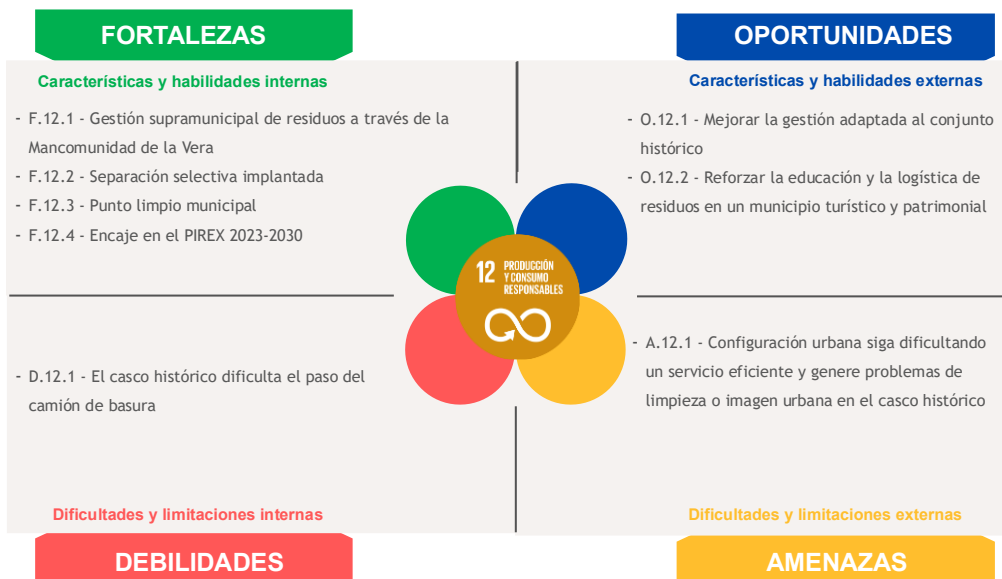 FORTALEZAS
Características y habilidades internas
- F.12.1 - Gestión supramunicipal de residuos a través de la
Mancomunidad de la Vera
- F.12.2 - Separación selectiva implantada
- F.12.3 - Punto limpio municipal
- F.12.4 - Encaje en el PIREX 2023-2030
OPORTUNIDADES
Características y habilidades externas
- O.12.1 - Mejorar la gestión adaptada al conjunto
histórico
- O.12.2 - Reforzar la educación y la logística de
residuos en un municipio turístico y patrimonial
12 PRODUCCIÓN
Y CONSUMO
RESPONSABLES
- D.12.1 - El casco histórico dificulta el paso del
camión de basura
Dificultades y limitaciones internas
DEBILIDADES
- A.12.1 - Configuración urbana siga dificultando
un servicio eficiente y genere problemas de
limpieza o imagen urbana en el casco histórico
Dificultades y limitaciones externas
AMENAZAS